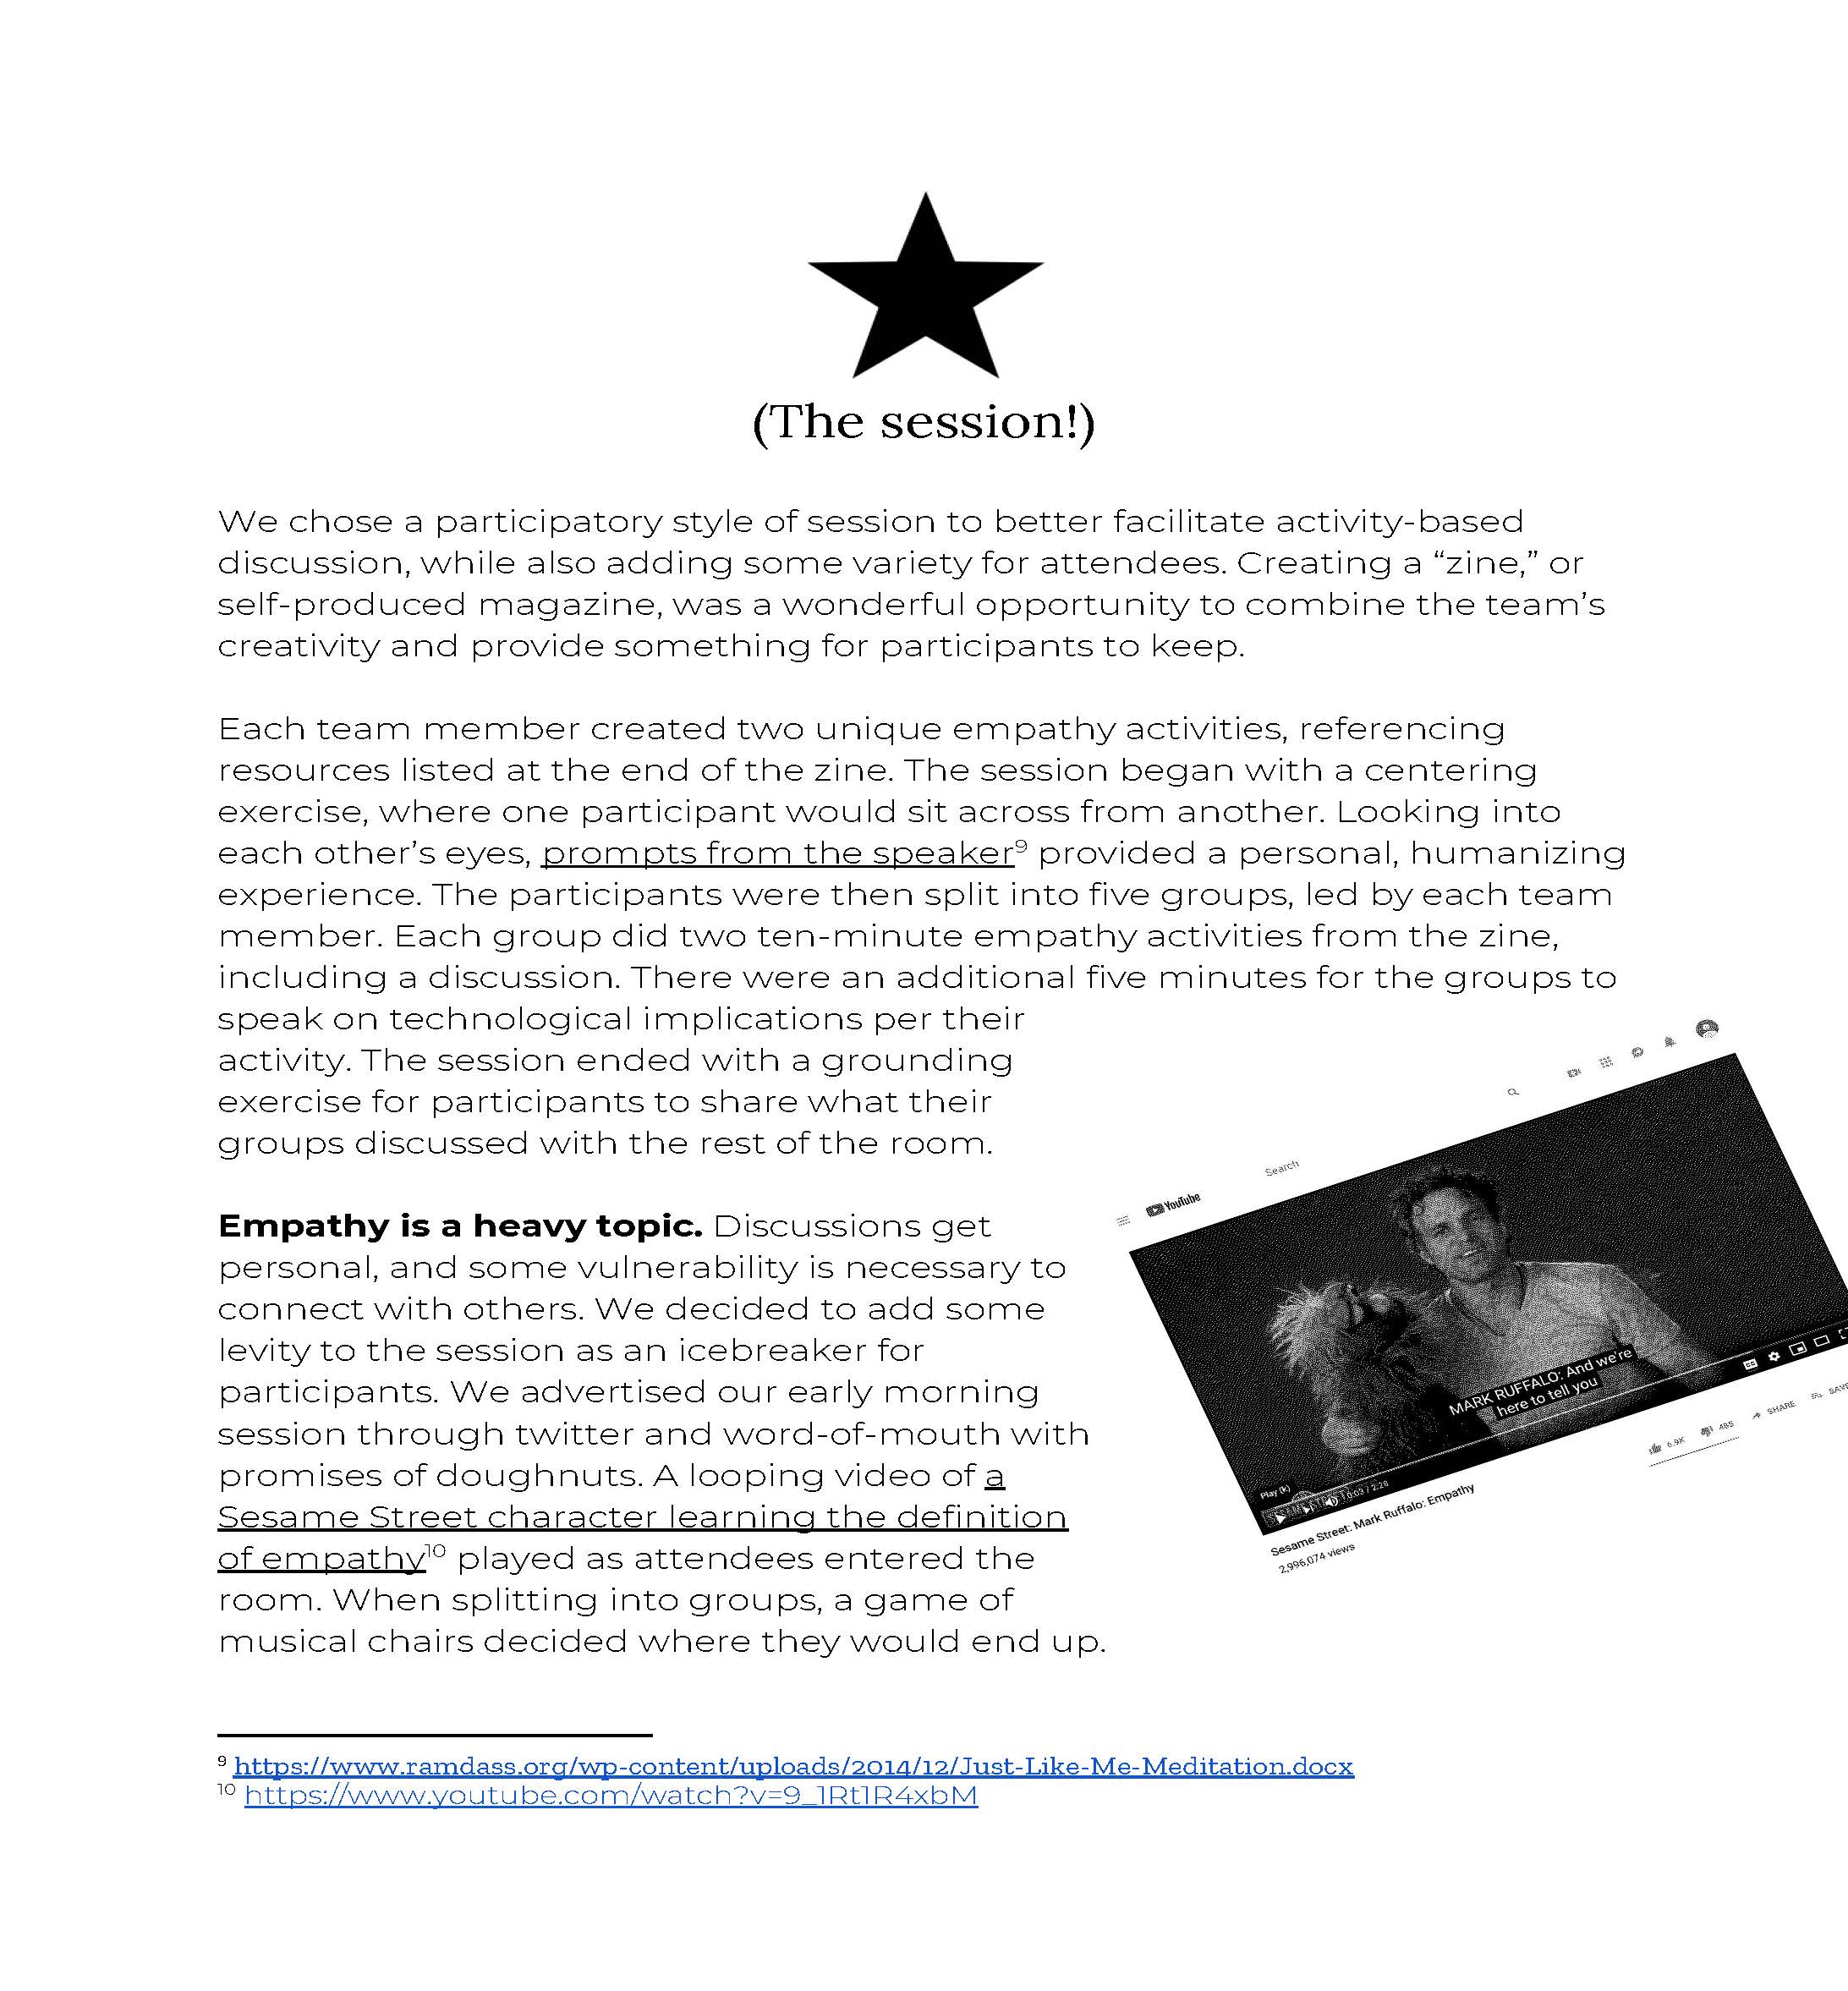 (The session!)
We chose a participatory style of session to better facilitate activity-based
discussion, while also adding some variety for attendees. Creating a “zine,” or
self-produced magazine, was a wonderful opportunity to combine the team’s
creativity and provide something for participants to keep.
Each team member created two unique empathy activities, referencing
resources listed at the end of the zine. The session began with a centering
exercise, where one participant would sit across from another. Looking into
each other’s eyes, prompts from the speaker⁹ provided a personal, humanizing
experience. The participants were then split into five groups, led by each team
member. Each group did two ten-minute empathy activities from the zine,
including a discussion. There were an additional five minutes for the groups to
speak on technological implications per their
activity. The session ended with a grounding
exercise for participants to share what their
groups discussed with the rest of the room.
Empathy is a heavy topic. Discussions get
personal, and some vulnerability is necessary to
connect with others. We decided to add some
levity to the session as an icebreaker for
participants. We advertised our early morning
session through twitter and word-of-mouth with
promises of doughnuts. A looping video of a
Sesame Street character learning the definition
of empathy¹⁰ played as attendees entered the
room. When splitting into groups, a game of
musical chairs decided where they would end up.
YouTube
Search
MARK RUFFALO: And we're
here to tell you
Play (k)
0:03 / 2:28
Sesame Street: Mark Ruffalo: Empathy
2,996,074 views
6.9K
485
SHARE
SAVE
⁹ https://www.ramdass.org/wp-content/uploads/2014/12/Just-Like-Me-Meditation.docx
¹⁰ https://www.youtube.com/watch?v=9_1Rt1R4xbM